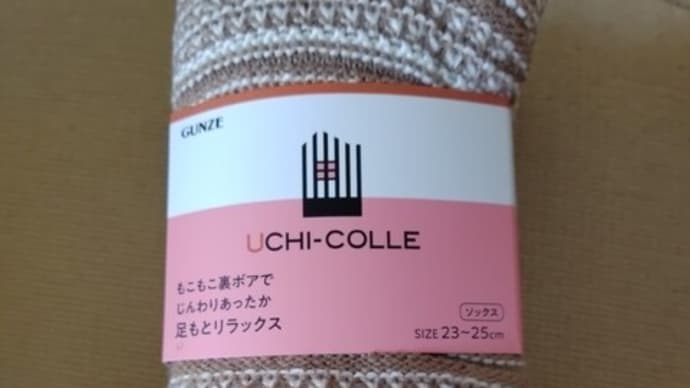 GUNZE
UCHI-COLLE
もこもこ裏ボアで
じんわりあったか
足もとリラックス
ソックス
SIZE 23~25cm